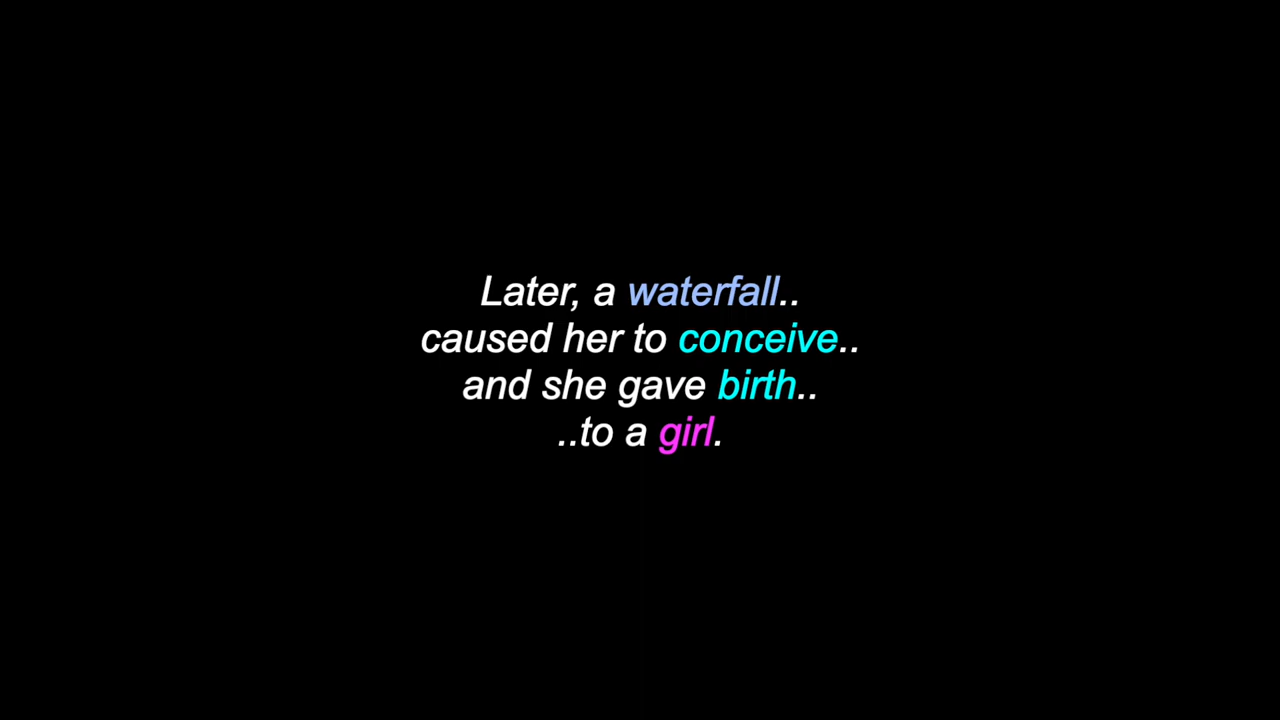 Later, a waterfall..
caused her to conceive..
and she gave birth..
..to a girl.